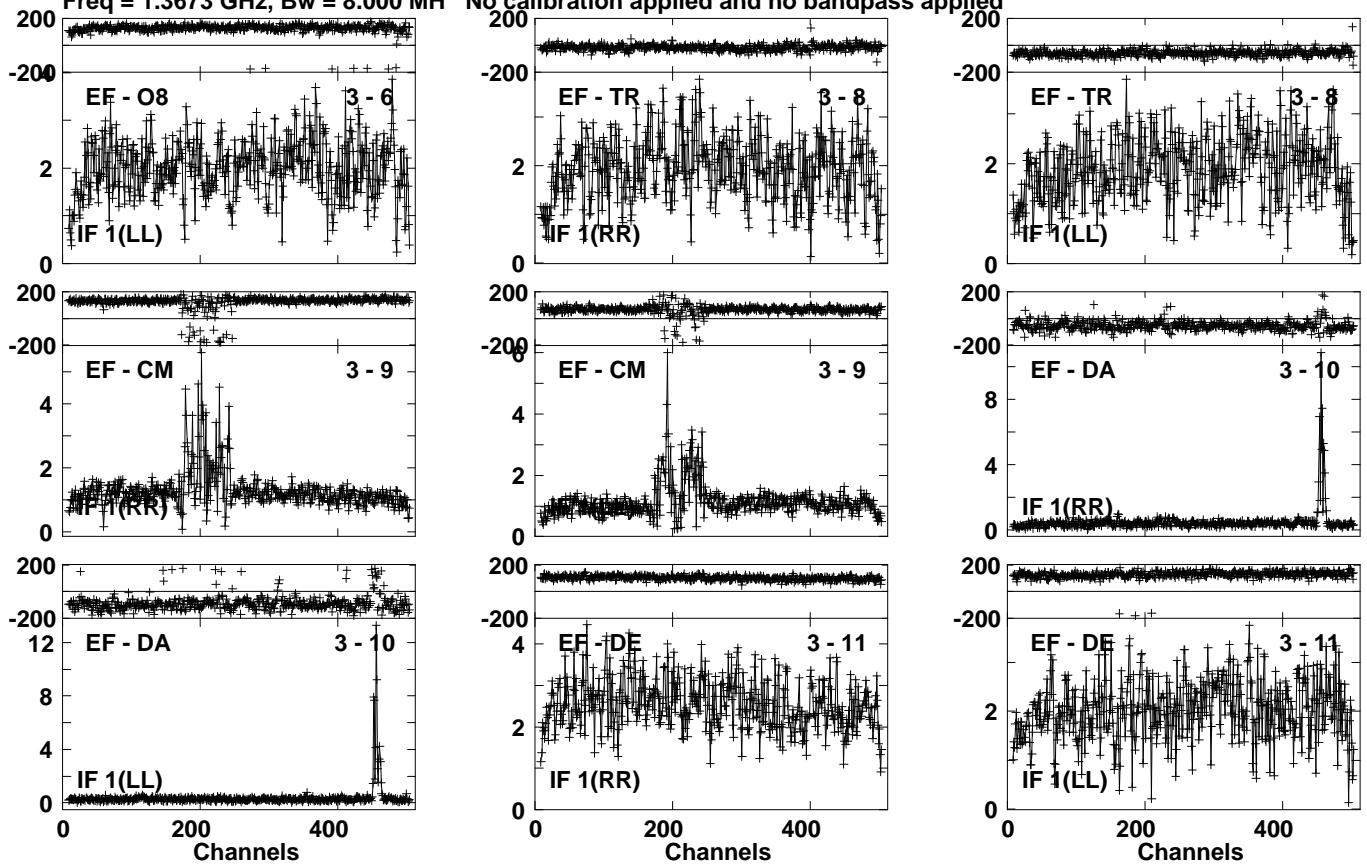 Freq = 1.3673 GHz, Bw = 8.000 MH No calibration applied and no bandpass applied
200
-200
EF - O8 3 - 6
4
2
0
IF 1(LL)
-200
EF - TR 3 - 8
2
0
IF 1(RR)
200
-200
EF - TR 3 - 8
2
0
IF 1(LL)
200
-200
EF - CM 3 - 9
4
2
0
IF 1(RR)
200
-200
EF - CM 3 - 9
6
4
2
0
200
-200
EF - DA 3 - 10
8
4
0
IF 1(RR)
200
-200
EF - DA 3 - 10
12
8
4
0
IF 1(LL)
0 200 400
Channels
200
-200
EF - DE 3 - 11
4
2
0
IF 1(RR)
0 200 400
Channels
200
-200
EF - DE 3 - 11
2
0
IF 1(LL)
0 200 400
Channels